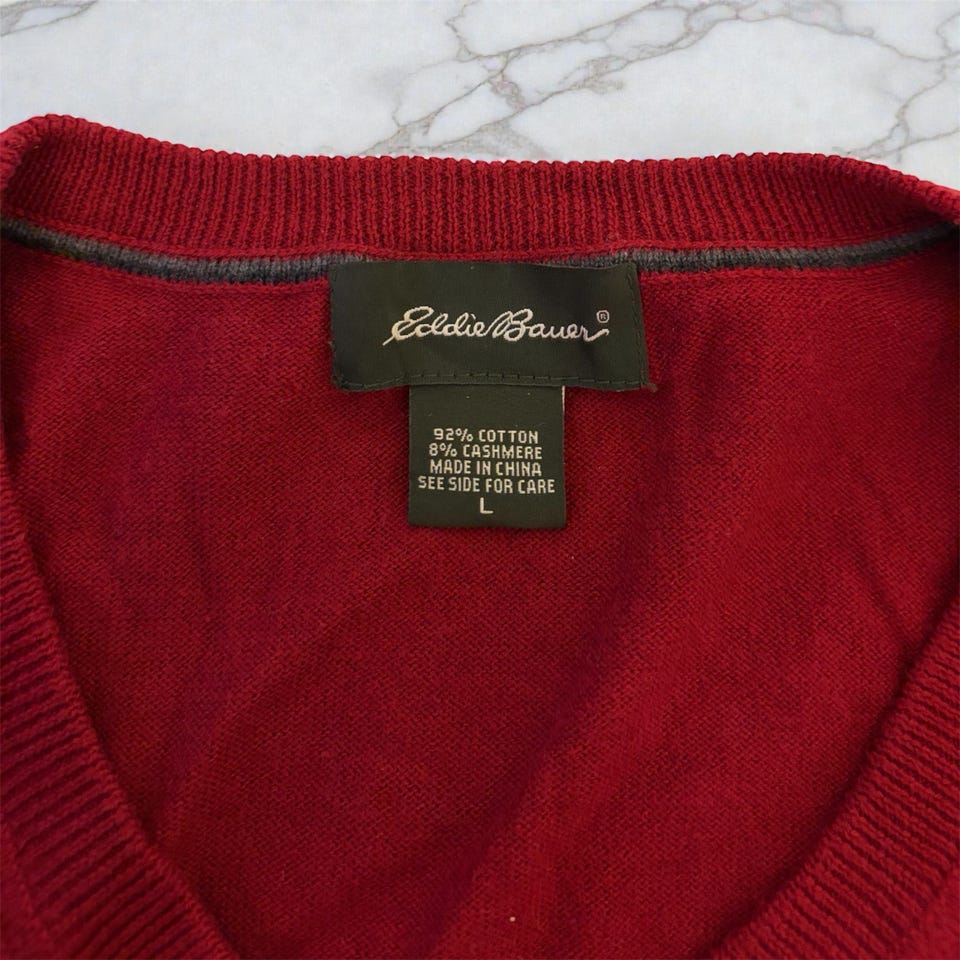 Eddie Bauer®
92% COTTON
8% CASHMERE
MADE IN CHINA
SEE SIDE FOR CARE
L